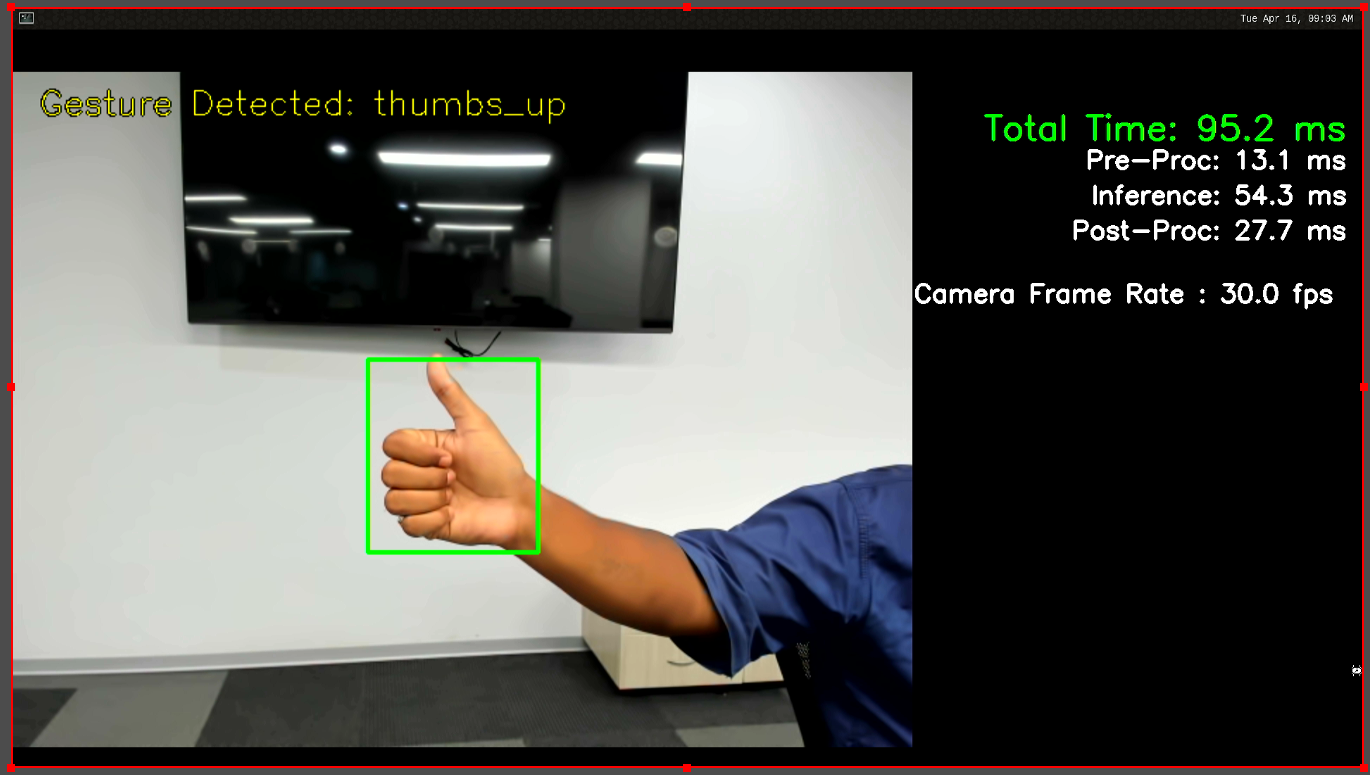 Tue Apr 16, 09:03 AM
Gesture Detected: thumbs_up
Total Time: 95.2 ms
Pre-Proc: 13.1 ms
Inference: 54.3 ms
Post-Proc: 27.7 ms
Camera Frame Rate : 30.0 fps